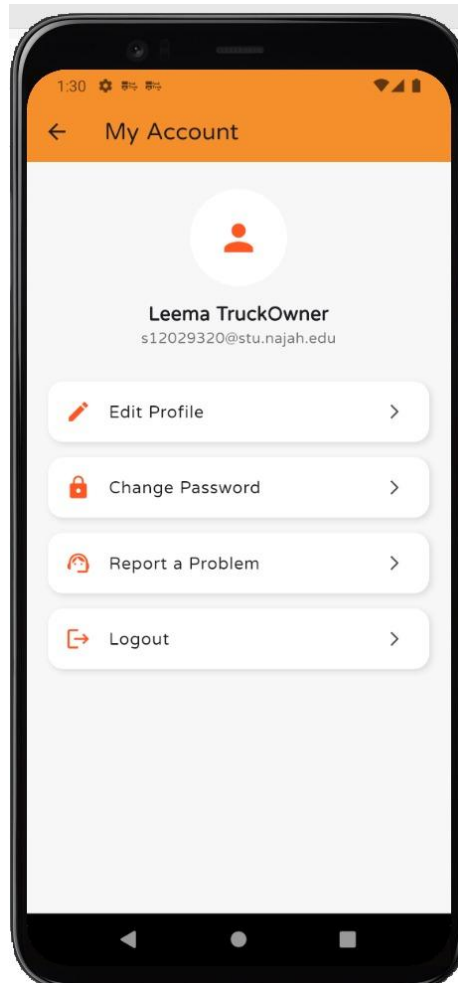 1:30
My Account
Leema TruckOwner
s12029320@stu.najah.edu
Edit Profile
Change Password
Report a Problem
Logout